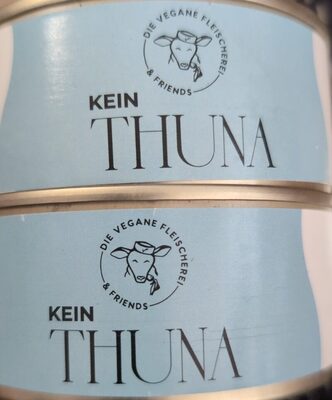 DIE VEGANE FLEISCHEREI
& FRIENDS
KEIN
THUNA
DIE VEGANE FLEISCHEREI
& FRIENDS
KEIN
THUNA